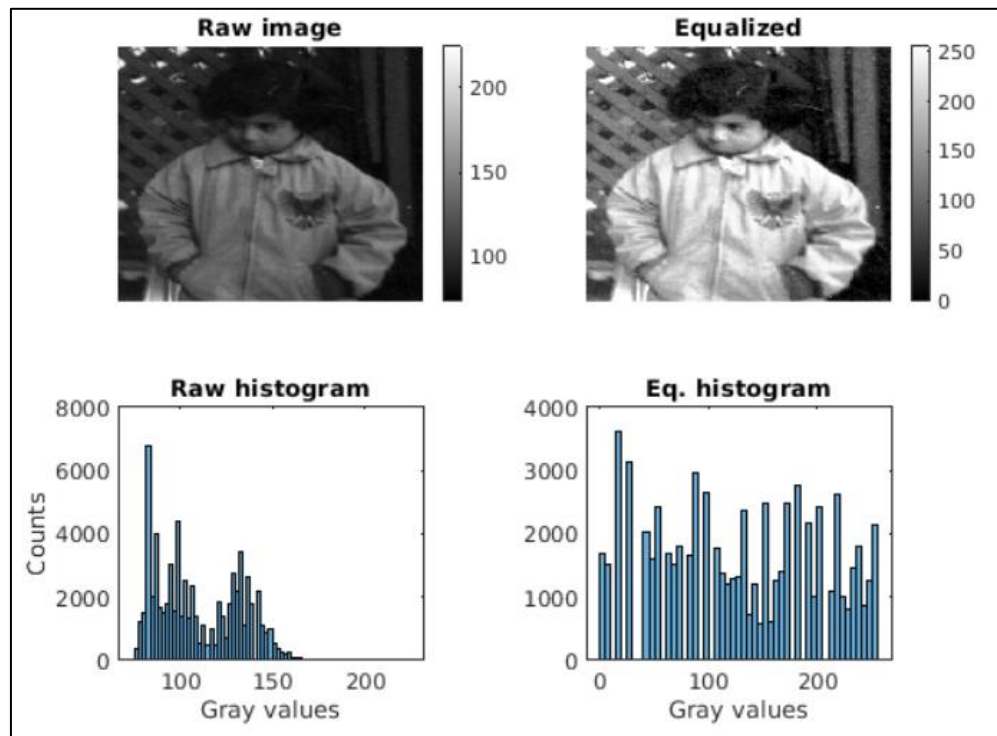 Raw image
200
150
100
Equalized
250
200
150
100
50
0
Raw histogram
8000
6000
4000
2000
0
Counts
100 150 200
Gray values
Eq. histogram
4000
3000
2000
1000
0
0 100 200
Gray values